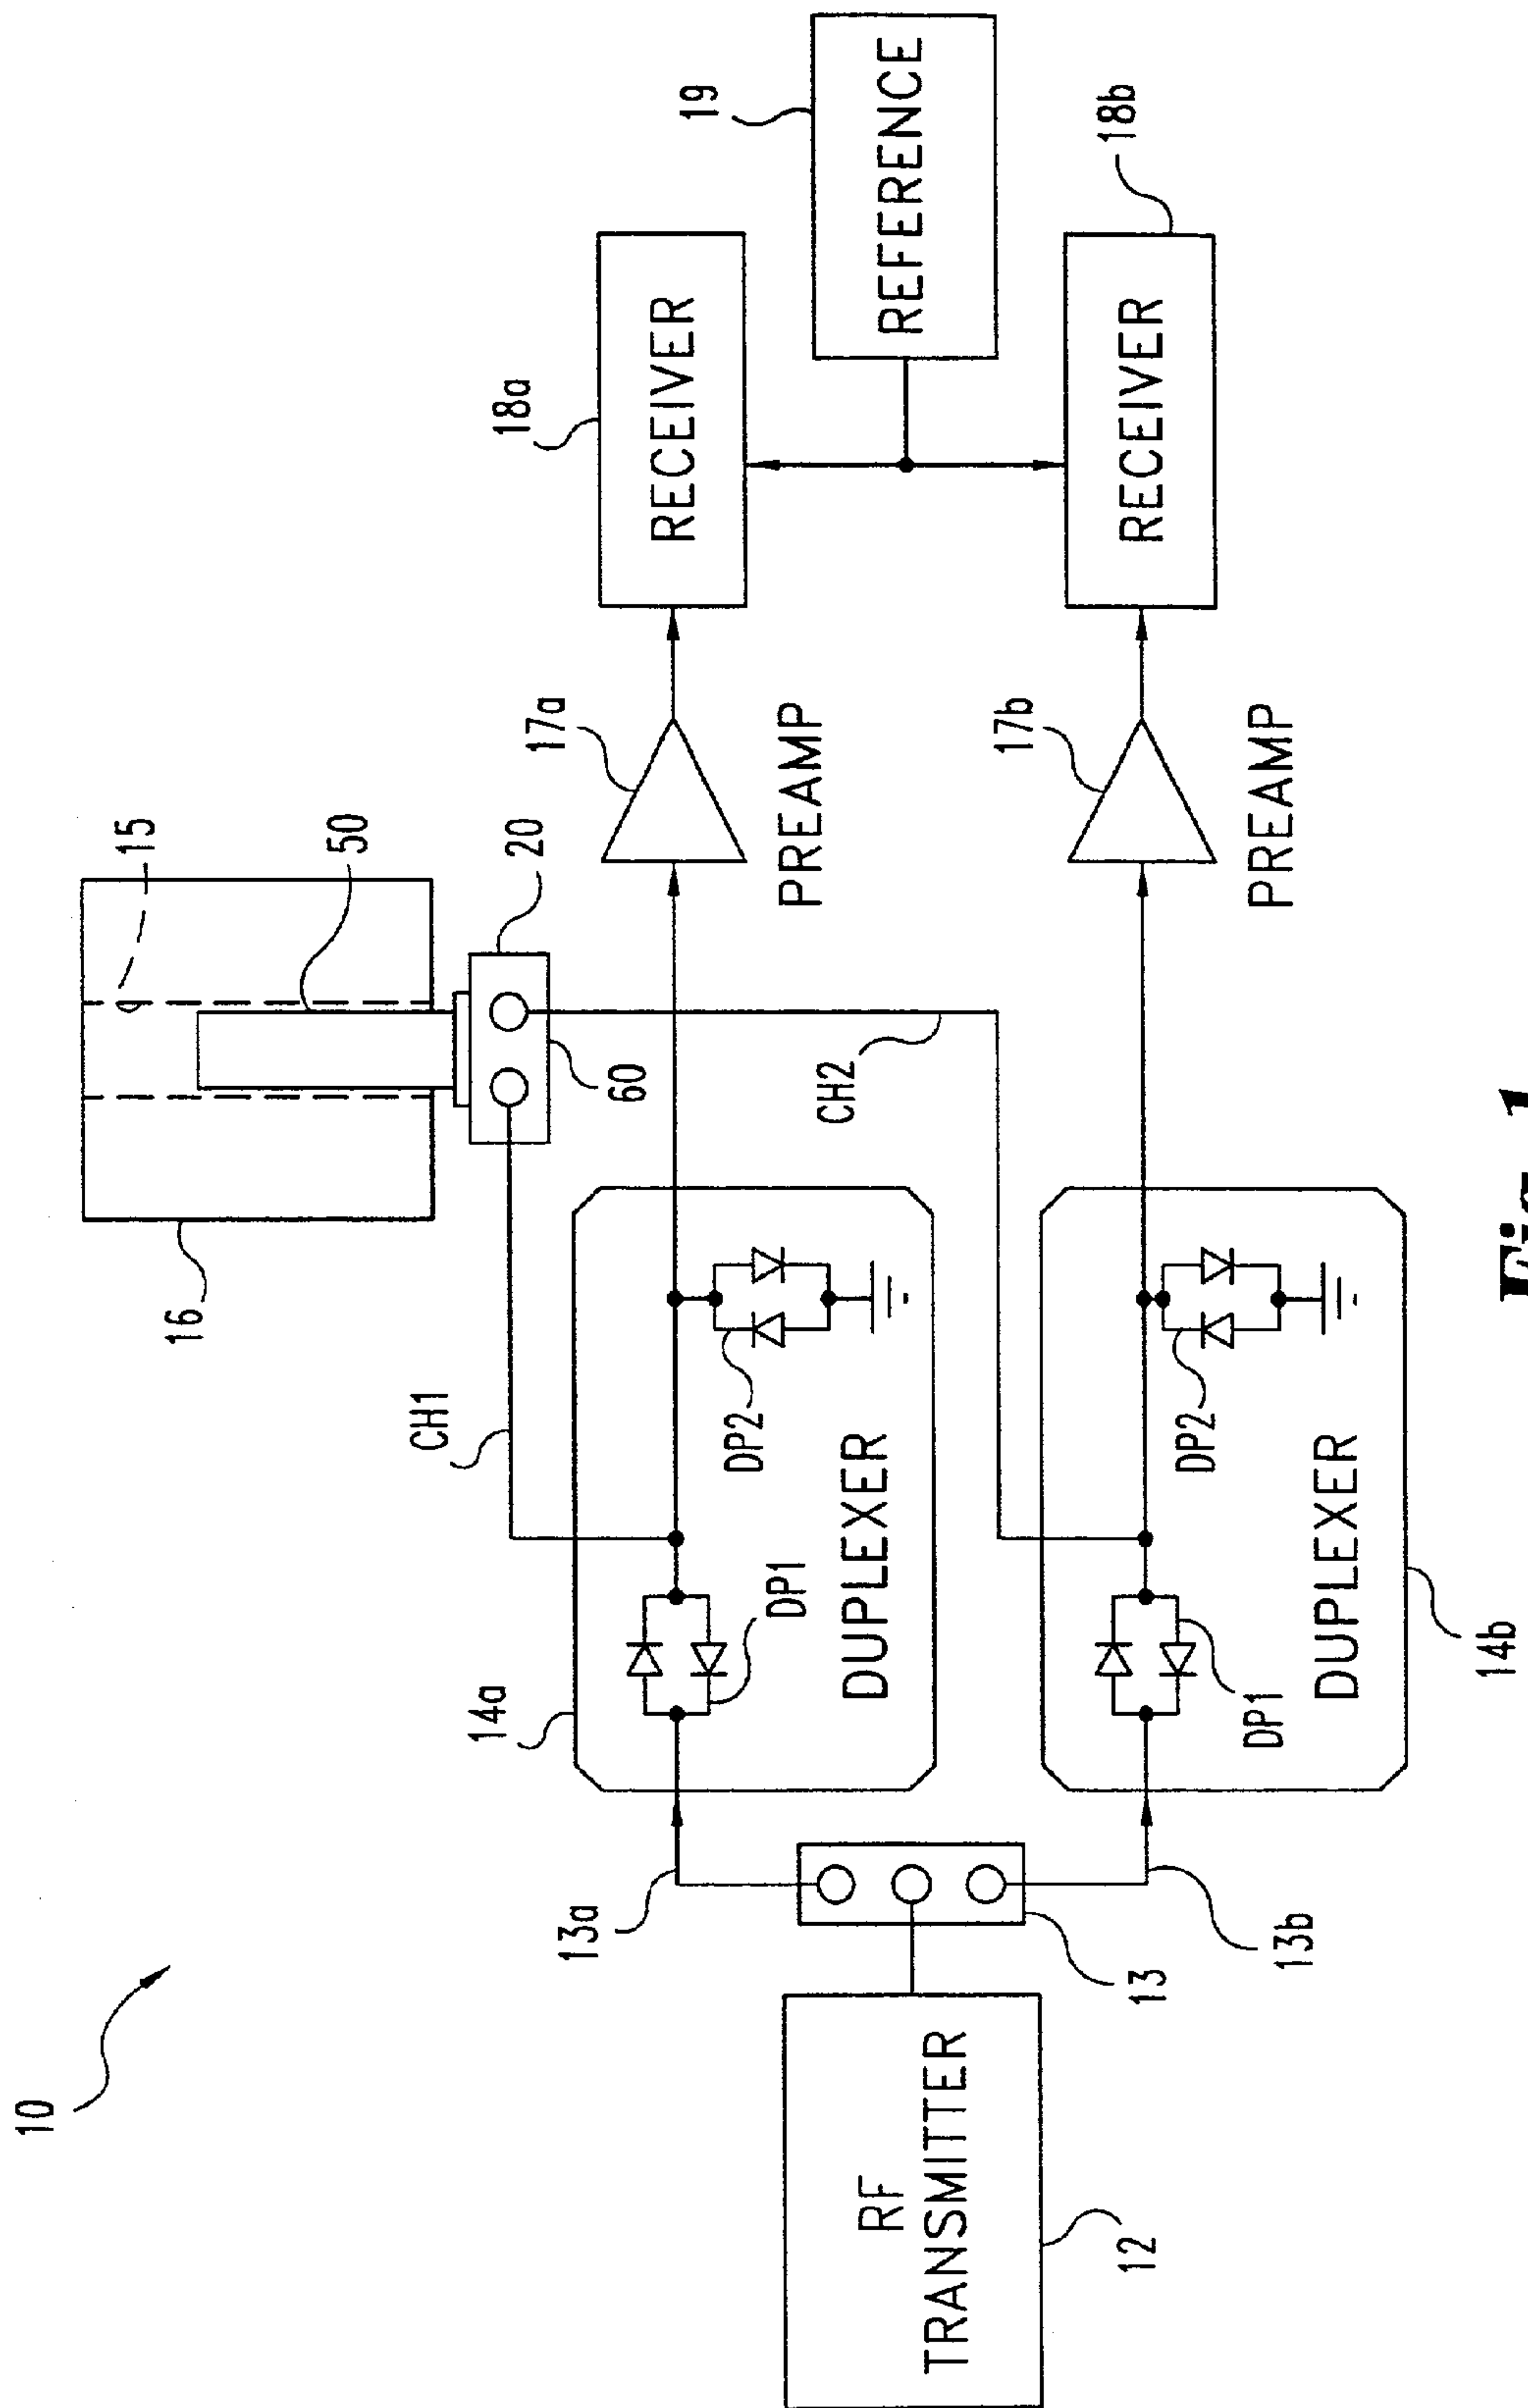 10
16
15
50
20
60
CH1
CH2
14a
DP1
DP2
DUPLEXER
17a
PREAMP
18a
RECEIVER
19
REFERENCE
RF
TRANSMITTER
12
13a
13
13b
DP1
DP2
DUPLEXER
14b
17b
PREAMP
RECEIVER
18b